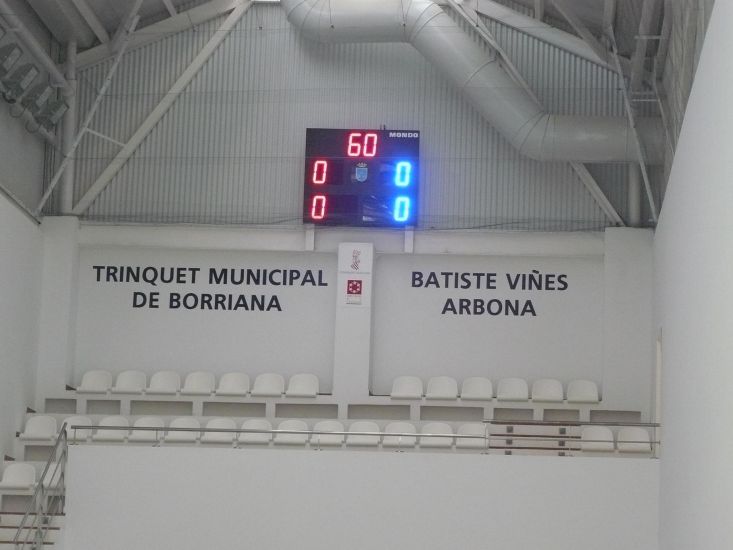 MONDO
60
0 0
0 0
TRINQUET MUNICIPAL
DE BORRIANA
BATISTE VIÑES
ARBONA